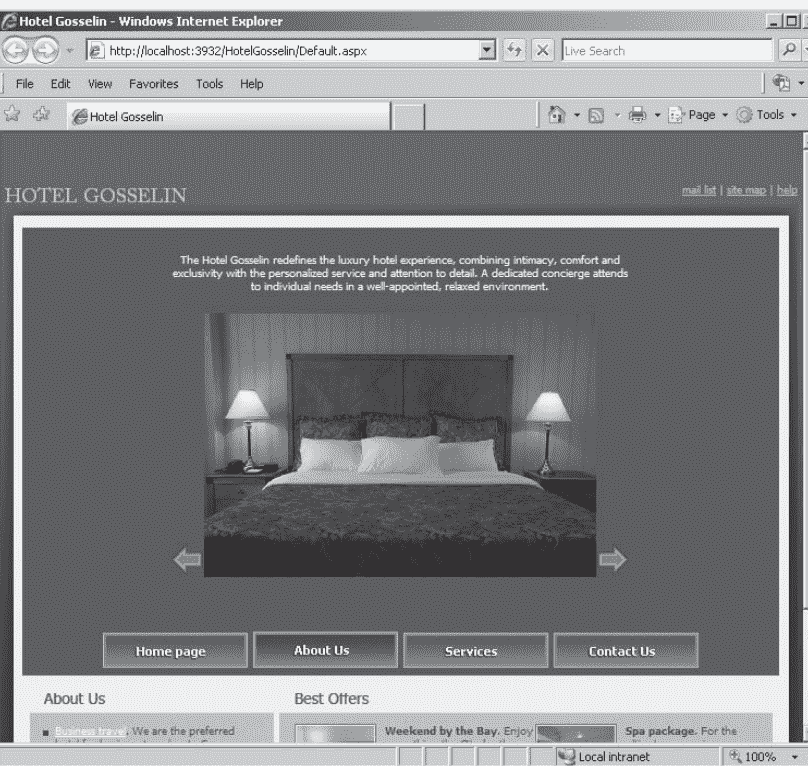 Hotel Gosselin - Windows Internet Explorer
http://localhost:3932/HotelGosselin/Default.aspx
Live Search
File Edit View Favorites Tools Help
Hotel Gosselin
Page Tools
HOTEL GOSSELIN
mail list | site map | help
The Hotel Gosselin redefines the luxury hotel experience, combining intimacy, comfort and
exclusivity with the personalized service and attention to detail. A dedicated concierge attends
to individual needs in a well-appointed, relaxed environment.
Home page
About Us
Services
Contact Us
About Us
Best Offers
Business travel. We are the preferred
Weekend by the Bay. Enjoy
Spa package. For the
Local intranet
100%